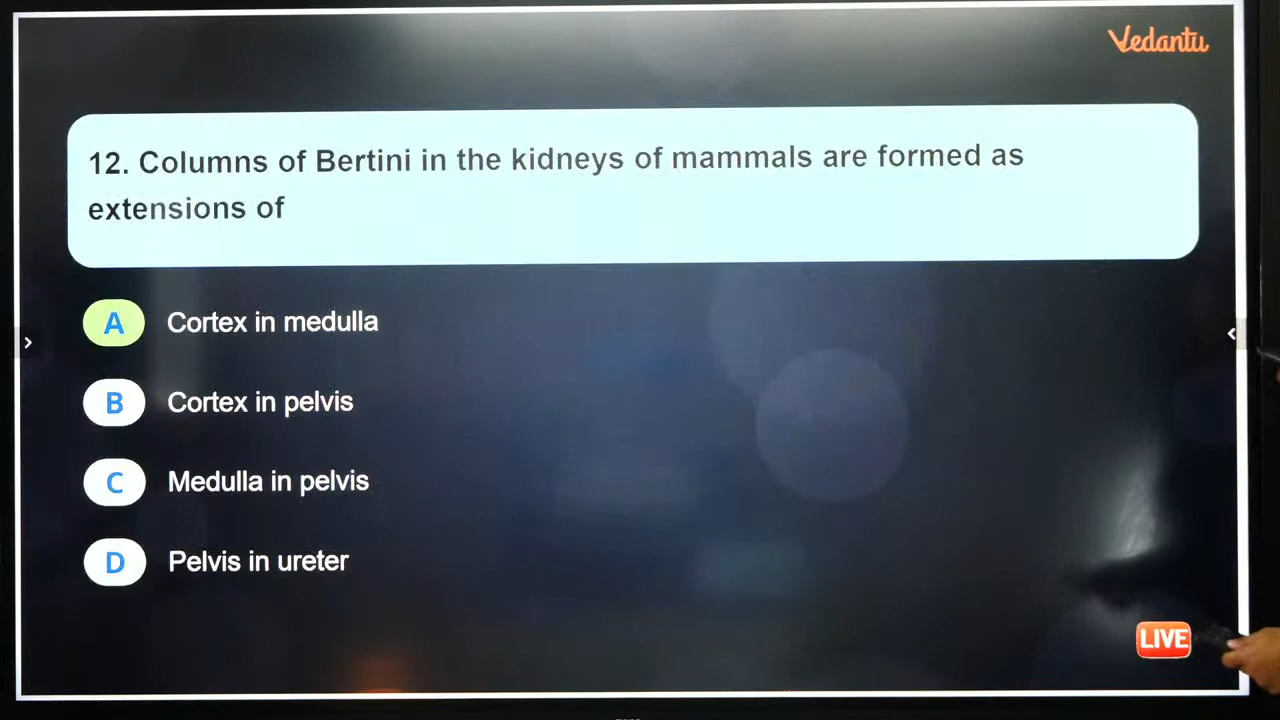 Vedantu
12. Columns of Bertini in the kidneys of mammals are formed as
extensions of
A Cortex in medulla
B Cortex in pelvis
C Medulla in pelvis
D Pelvis in ureter
LIVE